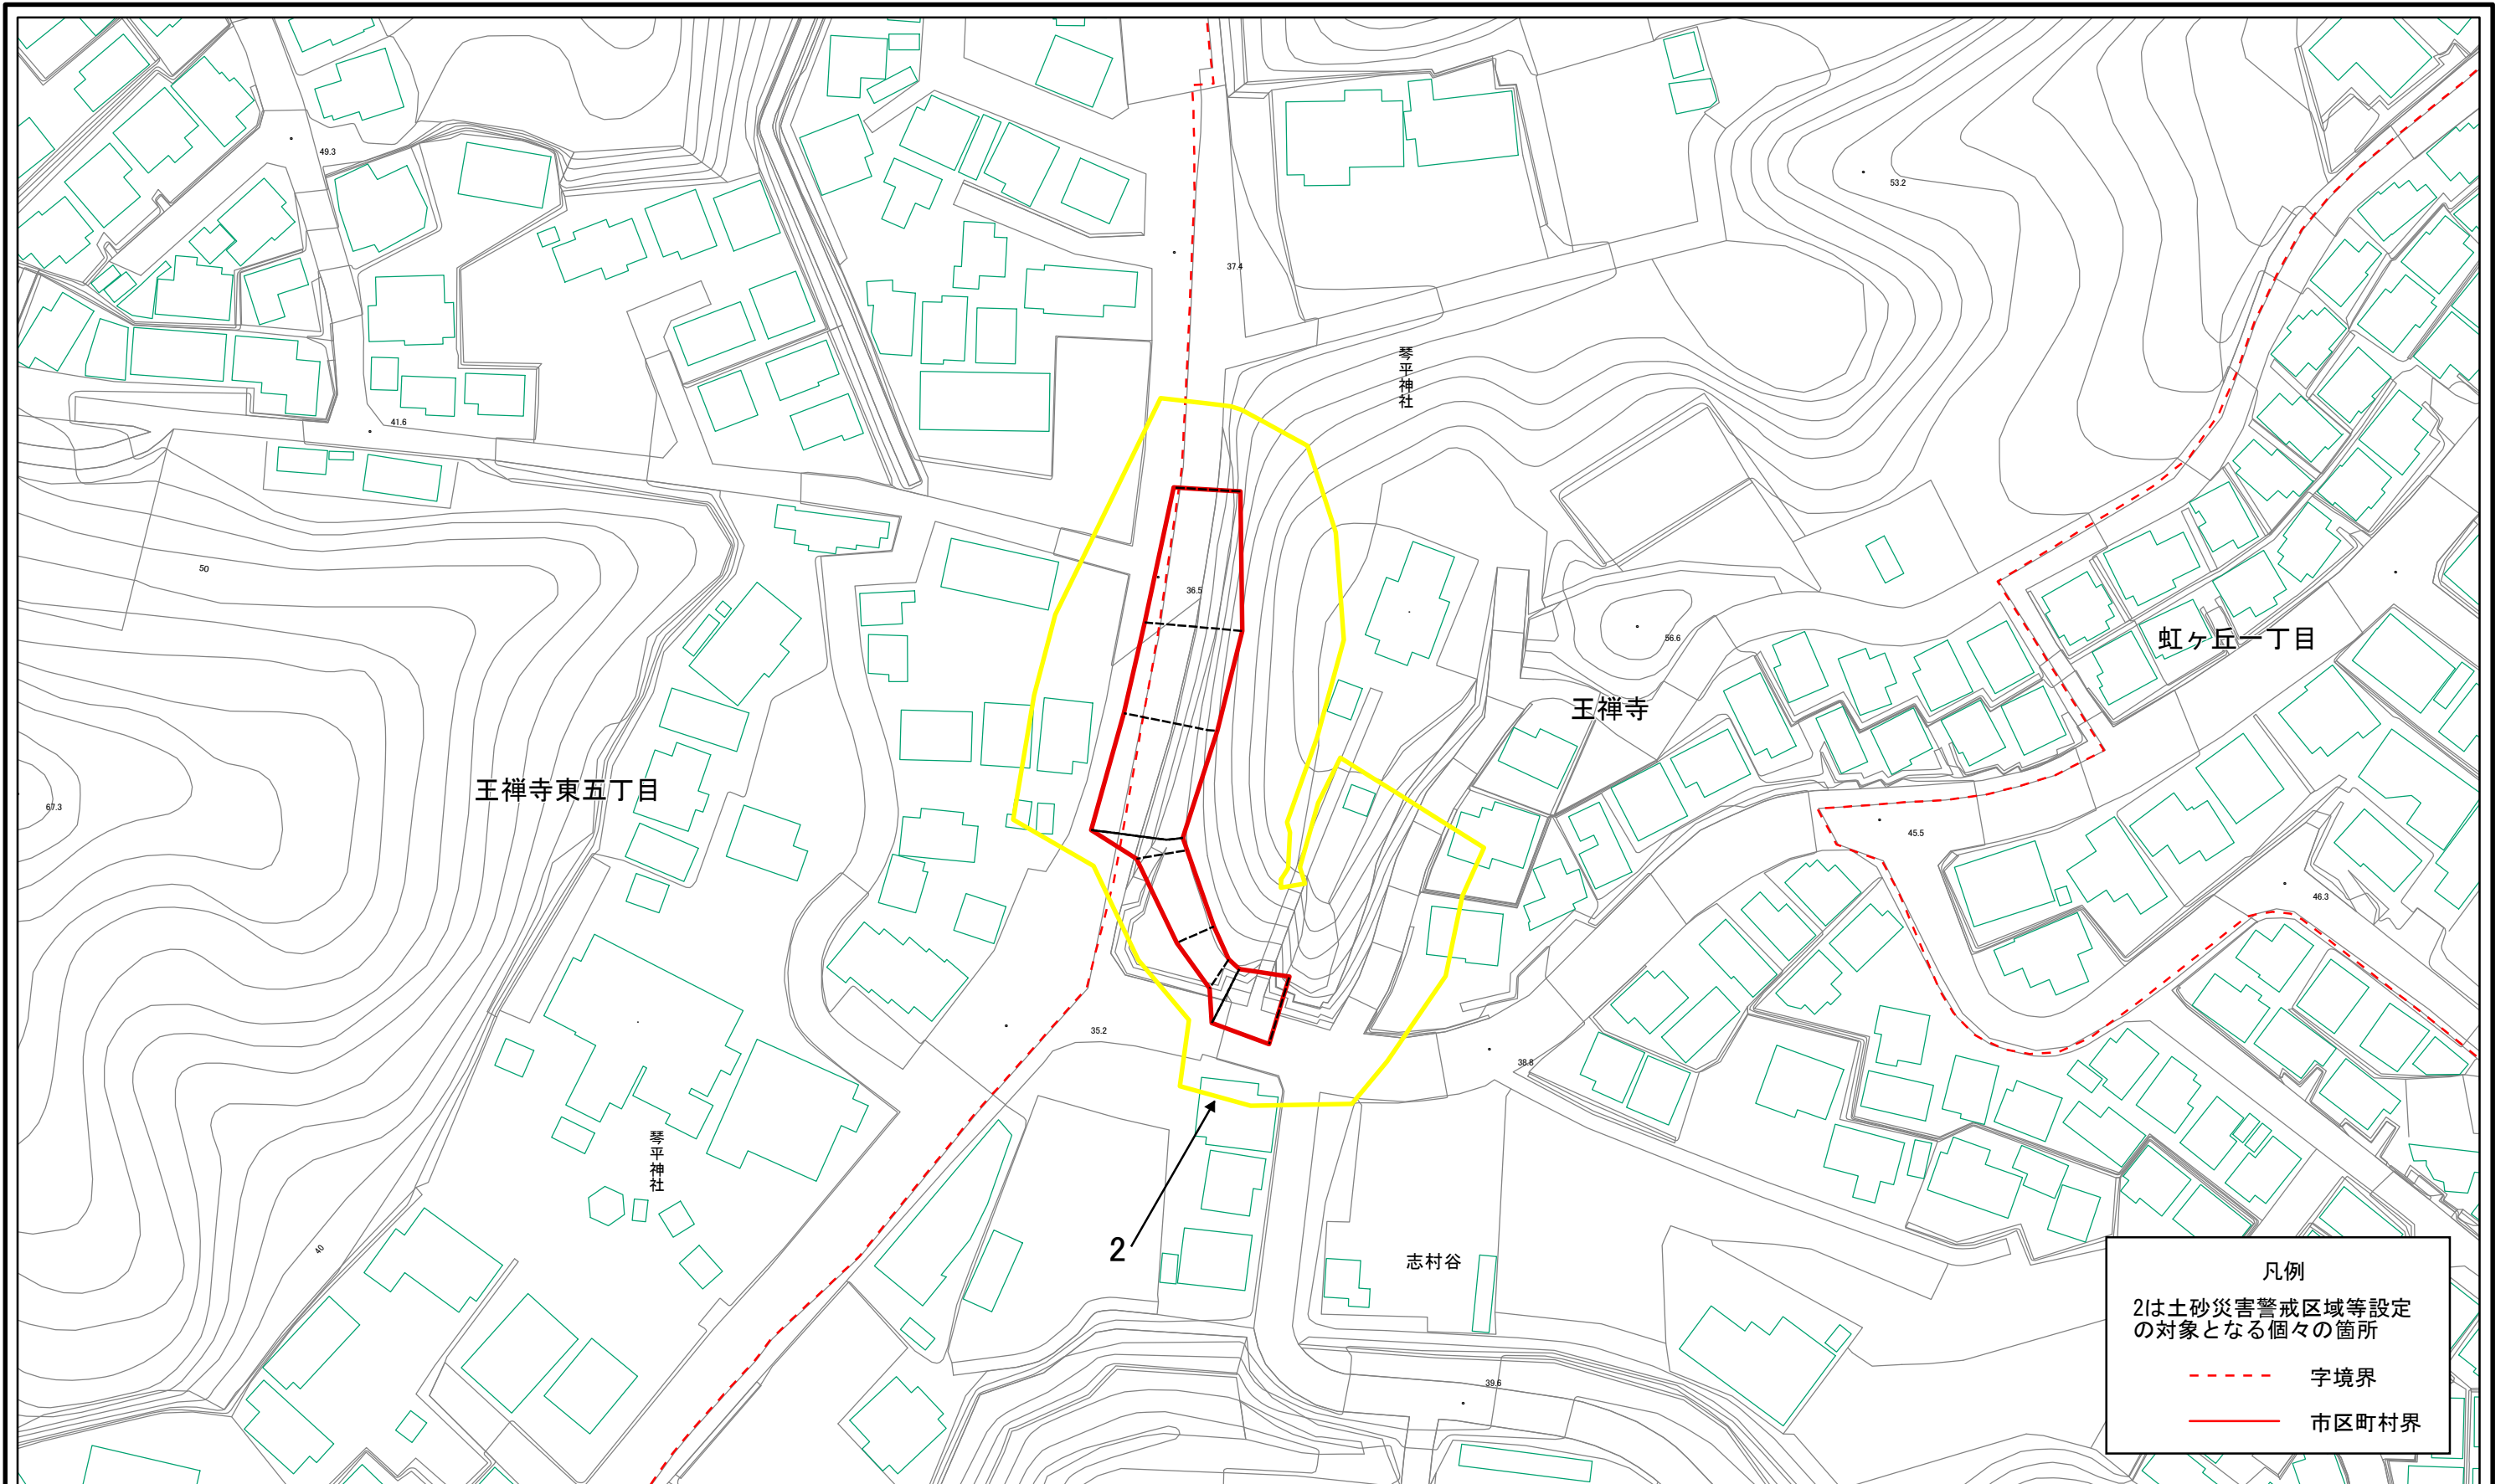 49.3
53.2
37.4
琴平神社
41.6
50
36.5
56.6
虹ヶ丘一丁目
王禅寺
王禅寺東五丁目
67.3
45.5
46.3
35.2
38.8
琴平神社
40
2
志村谷
39.6
凡例
2は土砂災害警戒区域等設定
の対象となる個々の箇所
字境界
市区町村界